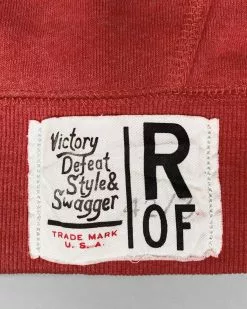 Victory
Defeat
Style &
Swagger
TRADE MARK
U. S. A.
R
OF